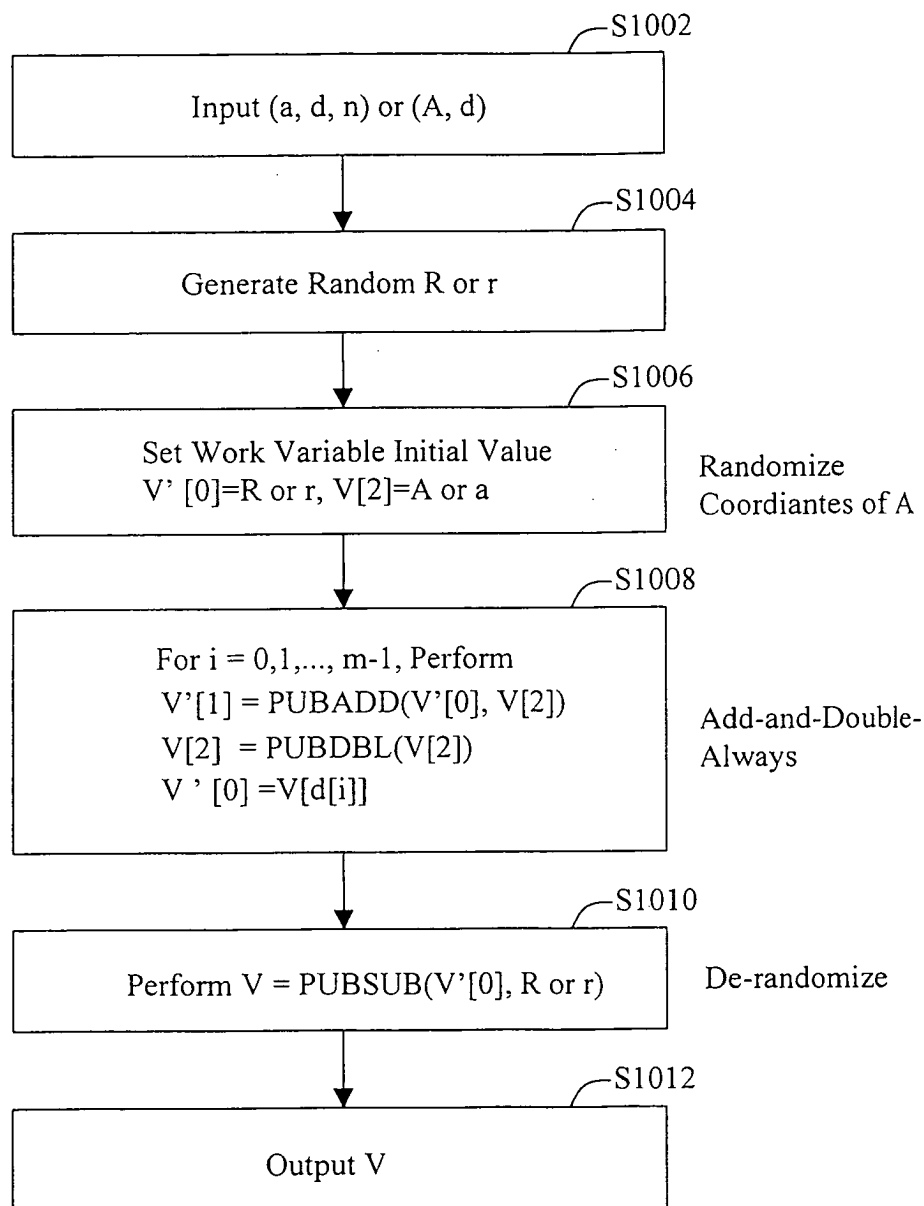 S1002
Input (a, d, n) or (A, d)
S1004
Generate Random R or r
S1006
Set Work Variable Initial Value
V' [0]=R or r, V[2]=A or a
Randomize
Coordiantes of A
S1008
For i = 0,1,..., m-1, Perform
V'[1] = PUBADD(V'[0], V[2])
V[2] = PUBDBL(V[2])
V ' [0] =V[d[i]]
Add-and-Double-
Always
S1010
Perform V = PUBSUB(V'[0], R or r)
De-randomize
S1012
Output V